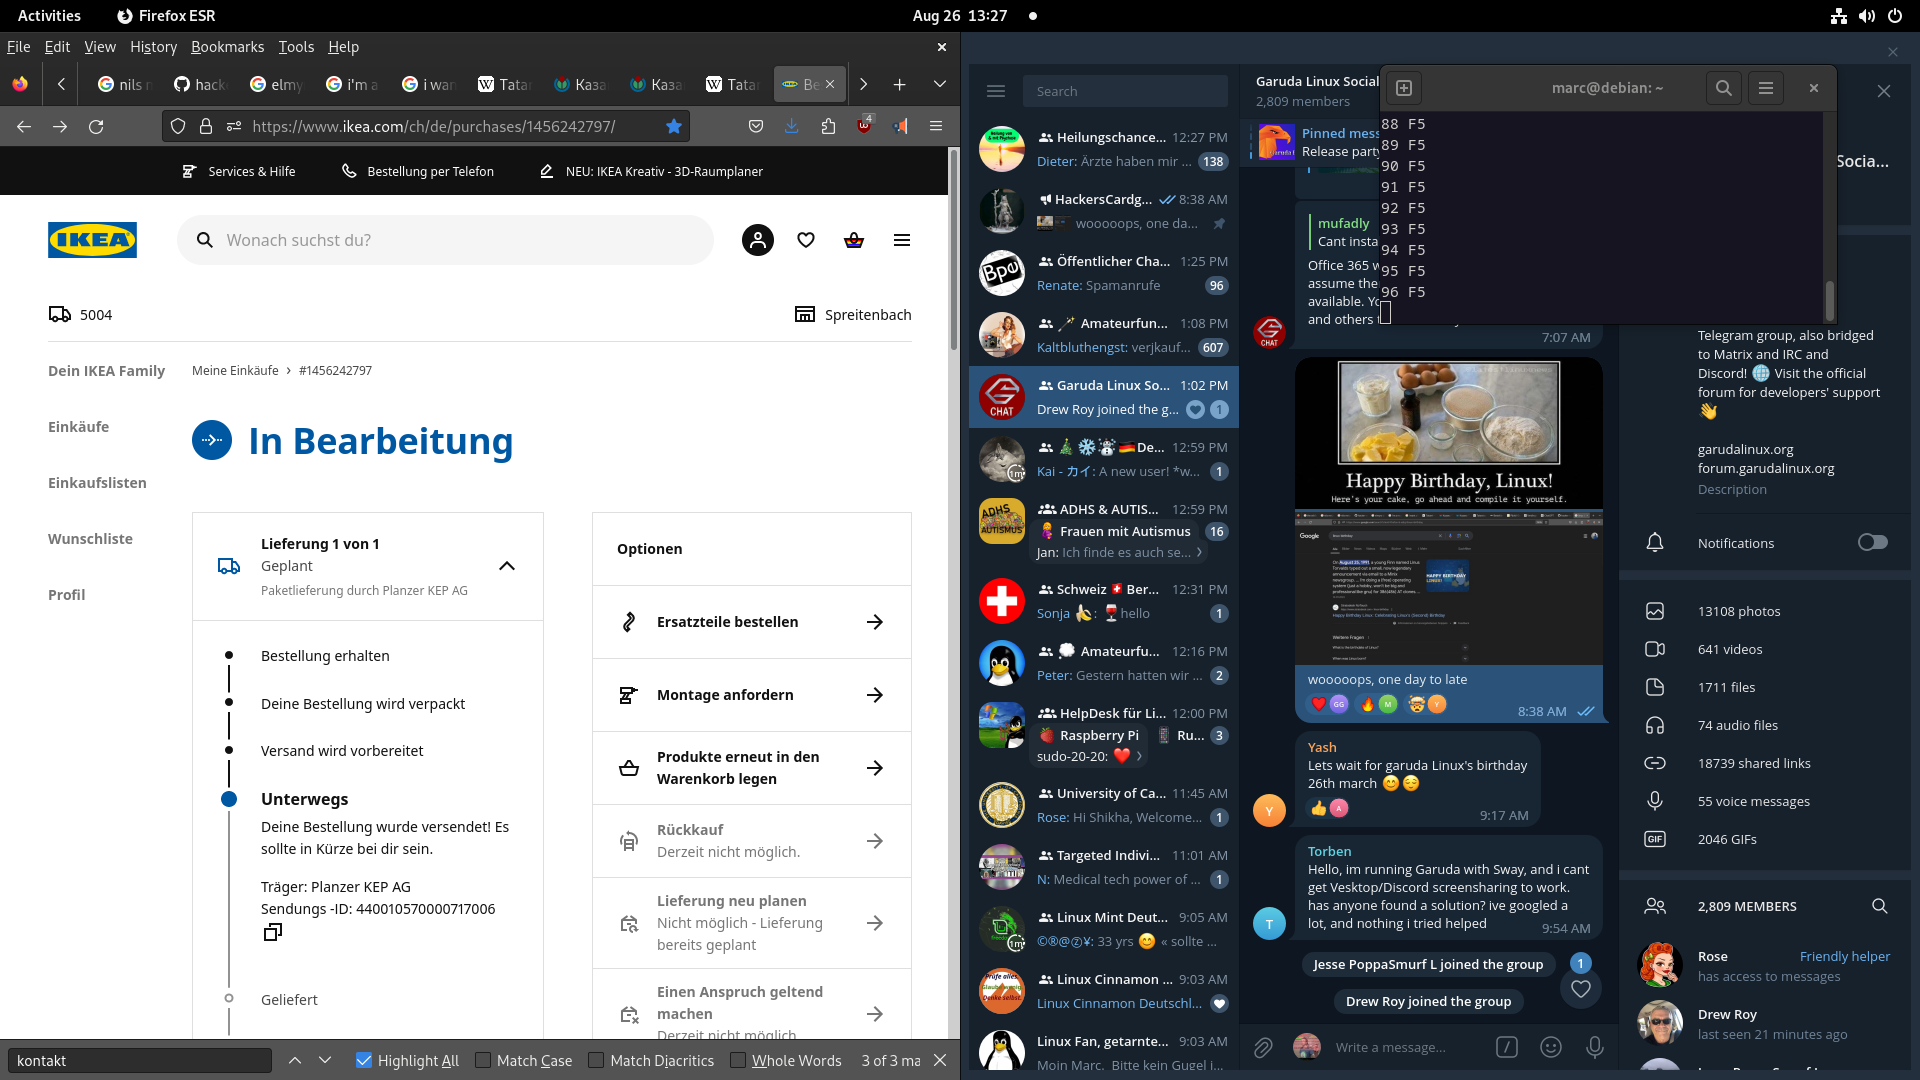 Activities
Firefox ESR
Aug 26 13:27
File Edit View History Bookmarks Tools Help
nils
hack
elmy
i'm a
i wan
Tata
Каза
Каза
Tata
Be
https://www.ikea.com/ch/de/purchases/1456242797/
4
Services & Hilfe
Bestellung per Telefon
NEU: IKEA Kreativ - 3D-Raumplaner
IKEA
Wonach suchst du?
5004
Spreitenbach
Dein IKEA Family
Einkäufe
Einkaufslisten
Wunschliste
Profil
Meine Einkäufe › #1456242797
In Bearbeitung
Lieferung 1 von 1
Geplant
Paketlieferung durch Planzer KEP AG
Bestellung erhalten
Deine Bestellung wird verpackt
Versand wird vorbereitet
Unterwegs
Deine Bestellung wurde versendet! Es
sollte in Kürze bei dir sein.
Träger: Planzer KEP AG
Sendungs -ID: 440010570000717006
Geliefert
Optionen
Ersatzteile bestellen
Montage anfordern
Produkte erneut in den
Warenkorb legen
Rückkauf
Derzeit nicht möglich.
Lieferung neu planen
Nicht möglich - Lieferung
bereits geplant
Einen Anspruch geltend
machen
Derzeit nicht möglich
kontakt
Highlight All
Match Case
Match Diacritics
Whole Words
3 of 3 ma
Search
Heilungschance... 12:27 PM
Dieter: Ärzte haben mir ... 138
HackersCardg... 8:38 AM
wooooops, one da...
Öffentlicher Cha... 1:25 PM
Renate: Spamanrufe 96
Amateurfun... 1:08 PM
Kaltbluthengst: verjkauf... 607
Garuda Linux So... 1:02 PM
Drew Roy joined the g... 1
De... 12:59 PM
Kai - カイ: A new user! *w... 1
ADHS & AUTIS... 12:59 PM
Frauen mit Autismus 16
Jan: Ich finde es auch se... ›
Schweiz 🇨🇭 Ber... 12:31 PM
Sonja 🍌: 🍷hello 1
Amateurfu... 12:16 PM
Peter: Gestern hatten wir ... 2
HelpDesk für Li... 12:00 PM
Raspberry Pi Ru... 3
sudo-20-20: ❤️ ›
University of Ca... 11:45 AM
Rose: Hi Shikha, Welcome... 1
Targeted Indivi... 11:01 AM
N: Medical tech power of ... 1
Linux Mint Deut... 9:05 AM
©®@ⓩ¥: 33 yrs 😊 « sollte ...
Linux Cinnamon ... 9:03 AM
Linux Cinnamon Deutschl...
Linux Fan, getarnte... 9:03 AM
Moin Marc. Bitte kein Gugel i...
Garuda Linux Social
2,809 members
Pinned mess
Release party
mufadly
Cant insta
Office 365 w
assume the
available. Yo
and others
7:07 AM
Happy Birthday, Linux!
Here's your cake, go ahead and compile it yourself.
Google
wooooops, one day to late
GG
M
Y
8:38 AM
Yash
Lets wait for garuda Linux's birthday
26th march 😊😌
A
9:17 AM
Torben
Hello, im running Garuda with Sway, and i cant
get Vesktop/Discord screensharing to work.
has anyone found a solution? ive googled a
lot, and nothing i tried helped
9:54 AM
Jesse PoppaSmurf L joined the group
1
Drew Roy joined the group
Write a message...
marc@debian: ~
88 F5
89 F5
90 F5
91 F5
92 F5
93 F5
94 F5
95 F5
96 F5
Socia...
Telegram group, also bridged
to Matrix and IRC and
Discord! 🌐 Visit the official
forum for developers' support
👋
garudalinux.org
forum.garudalinux.org
Description
Notifications
13108 photos
641 videos
1711 files
74 audio files
18739 shared links
55 voice messages
2046 GIFs
2,809 MEMBERS
Rose Friendly helper
has access to messages
Drew Roy
last seen 21 minutes ago